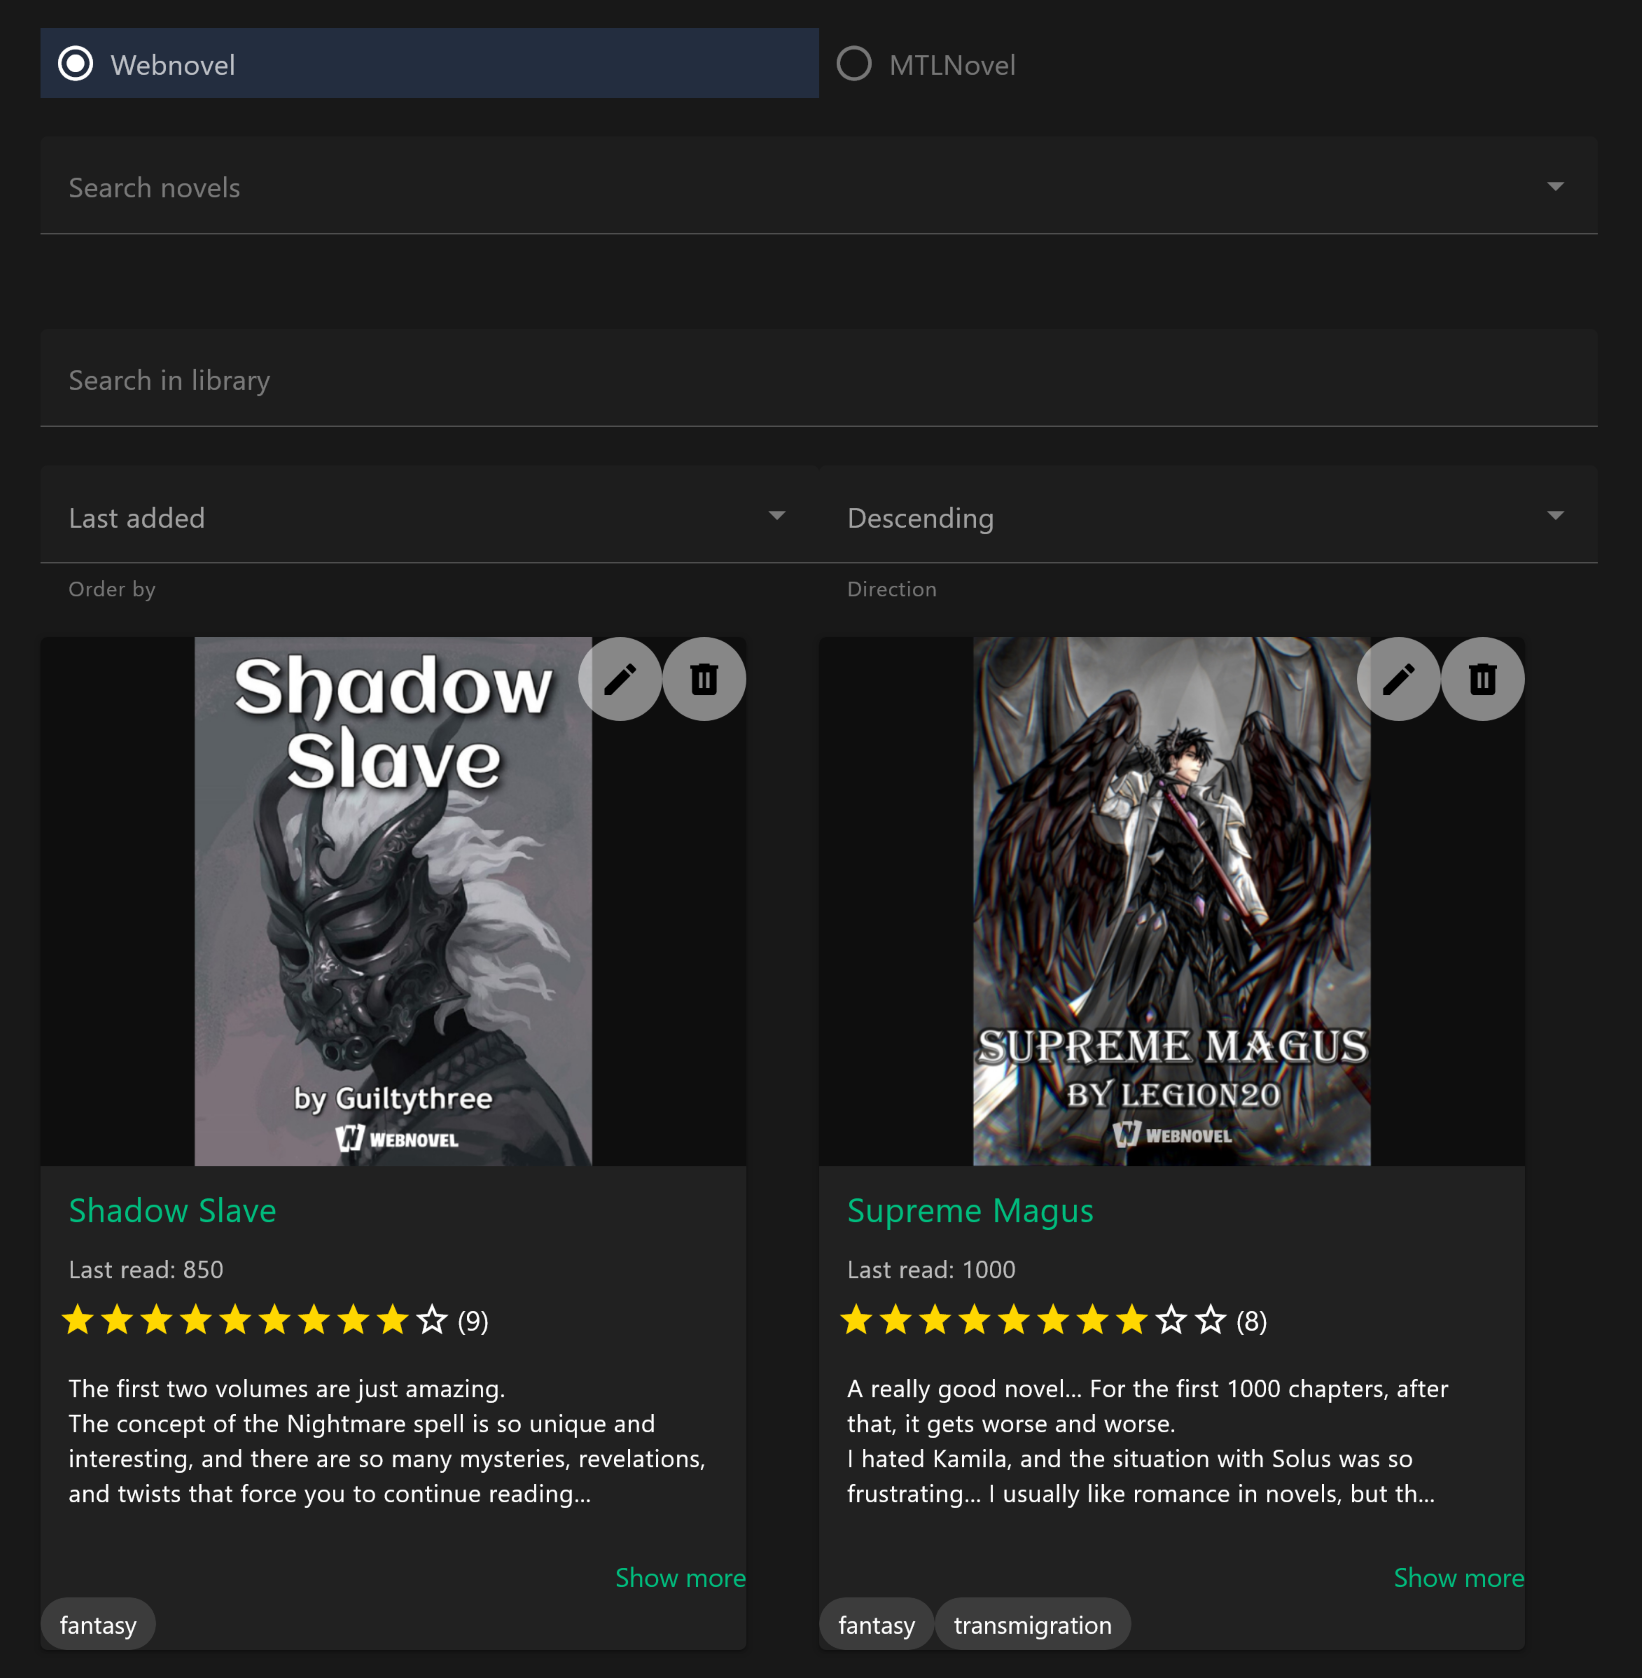 Webnovel
MTLNovel
Search novels
Search in library
Last added
Descending
Order by
Direction
Shadow
Slave
by Guiltythree
WEBNOVEL
Shadow Slave
Last read: 850
(9)
The first two volumes are just amazing.
The concept of the Nightmare spell is so unique and
interesting, and there are so many mysteries, revelations,
and twists that force you to continue reading...
Show more
fantasy
SUPREME MAGUS
BY LEGION20
WEBNOVEL
Supreme Magus
Last read: 1000
(8)
A really good novel... For the first 1000 chapters, after
that, it gets worse and worse.
I hated Kamila, and the situation with Solus was so
frustrating... I usually like romance in novels, but th...
Show more
fantasy
transmigration